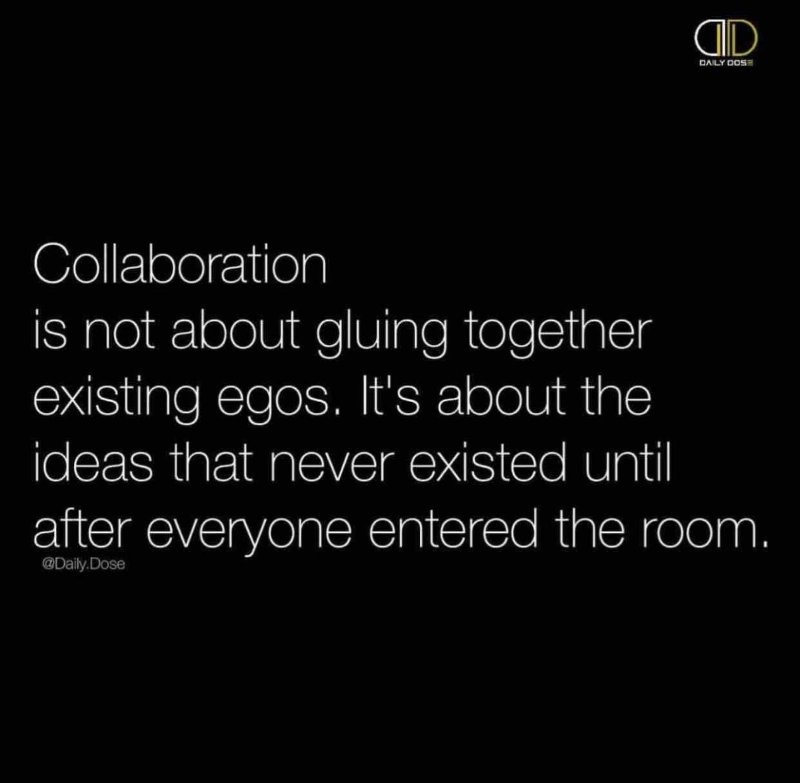 DAILY DOSE
Collaboration
is not about gluing together
existing egos. It's about the
ideas that never existed until
after everyone entered the room.
@Daily.Dose